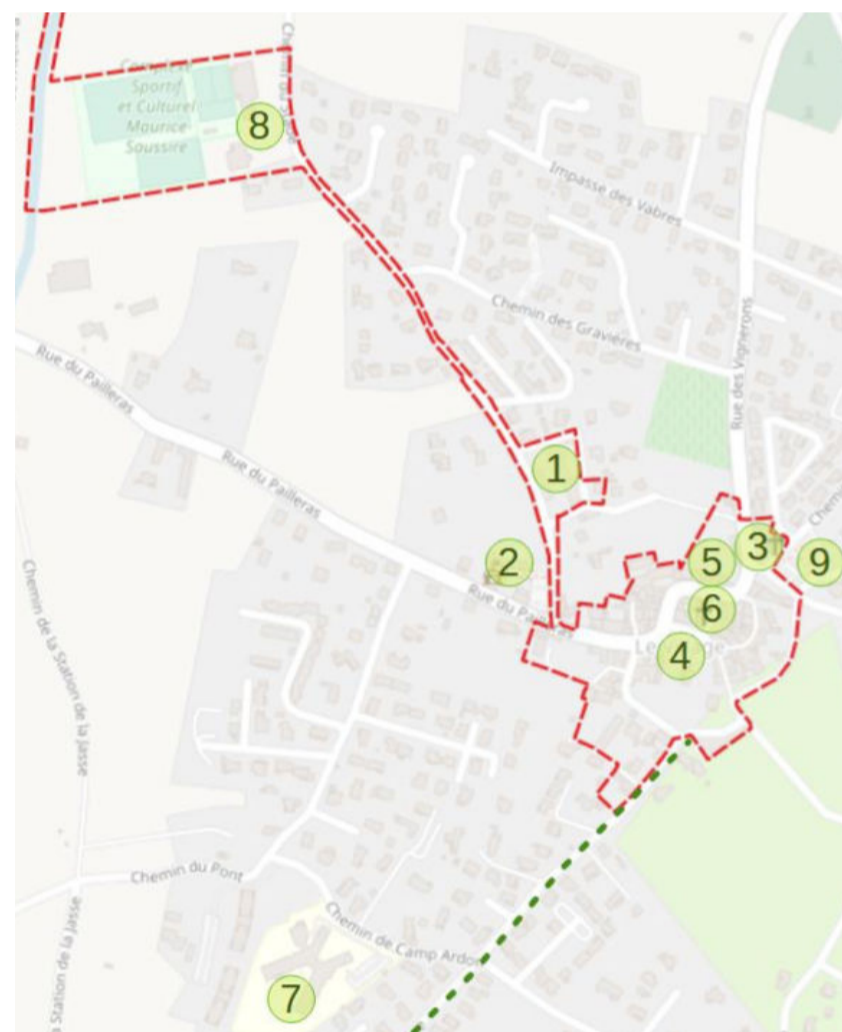 Complexe
Sportif
et Culturel
Maurice
Saussire
8
Impasse des Vabres
Chemin des Gravières
Rue des Vignerons
Rue du Pailleras
Rue du Pailleras
1
2
3
5
9
6
4
Rue du Pailleras
Chemin de la Station de la Jasse
Chemin du Pont
Chemin de Camp Ardon
7
la Station de la Jasse